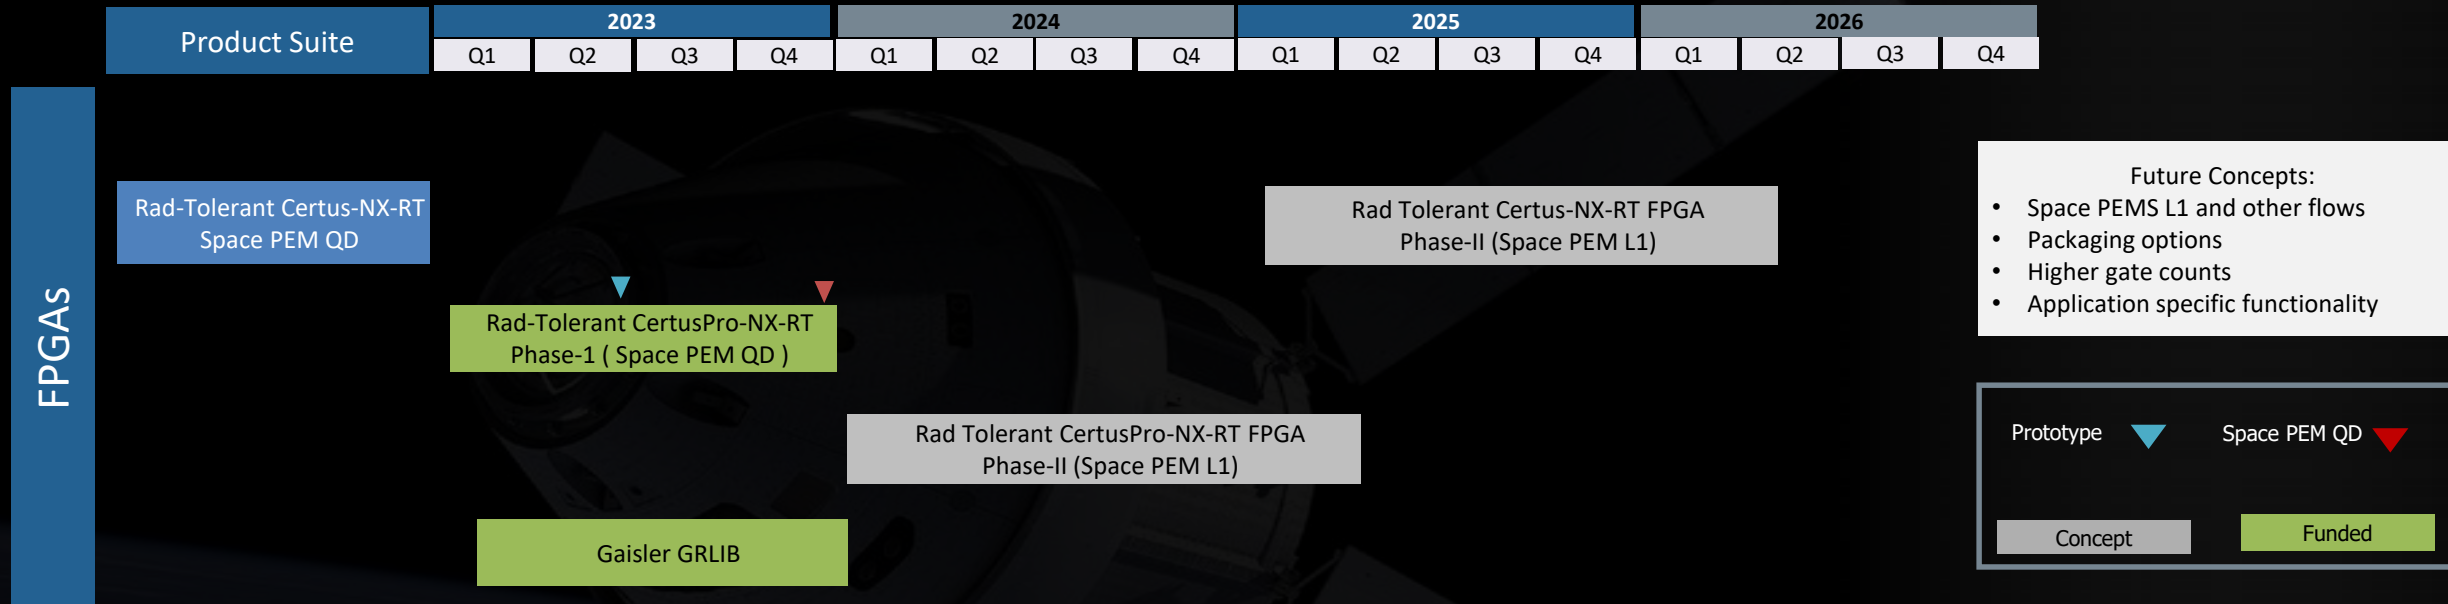 Product Suite
2023
2024
2025
2026
Q1 Q2 Q3 Q4 Q1 Q2 Q3 Q4 Q1 Q2 Q3 Q4 Q1 Q2 Q3 Q4
FPGAs
Rad-Tolerant Certus-NX-RT
Space PEM QD
Rad Tolerant Certus-NX-RT FPGA
Phase-II (Space PEM L1)
Rad-Tolerant CertusPro-NX-RT
Phase-1 ( Space PEM QD )
Rad Tolerant CertusPro-NX-RT FPGA
Phase-II (Space PEM L1)
Gaisler GRLIB
Future Concepts:
• Space PEMS L1 and other flows
• Packaging options
• Higher gate counts
• Application specific functionality
Prototype
Space PEM QD
Concept
Funded